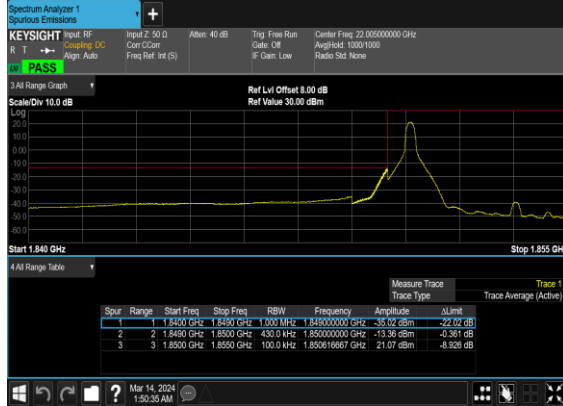 Spectrum Analyzer 1
Spurious Emissions
+
KEYSIGHT Input: RF Input Z: 50 Ω Atten: 40 dB Trig: Free Run Center Freq: 22.005000000 GHz
R T Coupling: DC Corr CCorr Gate: Off Avg|Hold: 1000/1000
Align: Auto Freq Ref: Int (S) IF Gain: Low Radio Std: None
PASS
3 All Range Graph
Ref Lvl Offset 8.00 dB
Scale/Div 10.0 dB Ref Value 30.00 dBm
Log
20.0
10.0
0.00
-10.0
-20.0
-30.0
-40.0
-50.0
-60.0
Start 1.840 GHz Stop 1.855 GH
4 All Range Table
Measure Trace Trace 1
Trace Type Trace Average (Active)
Spur Range Start Freq Stop Freq RBW Frequency Amplitude ΔLimit
1 1 1.8400 GHz 1.8490 GHz 1.000 MHz 1.849000000 GHz -35.02 dBm -22.02 dB
2 2 1.8490 GHz 1.8500 GHz 430.0 kHz 1.850000000 GHz -13.36 dBm -0.361 dB
3 3 1.8500 GHz 1.8550 GHz 100.0 kHz 1.850616667 GHz 21.07 dBm -8.926 dB
?
Mar 14, 2024
1:50:35 AM